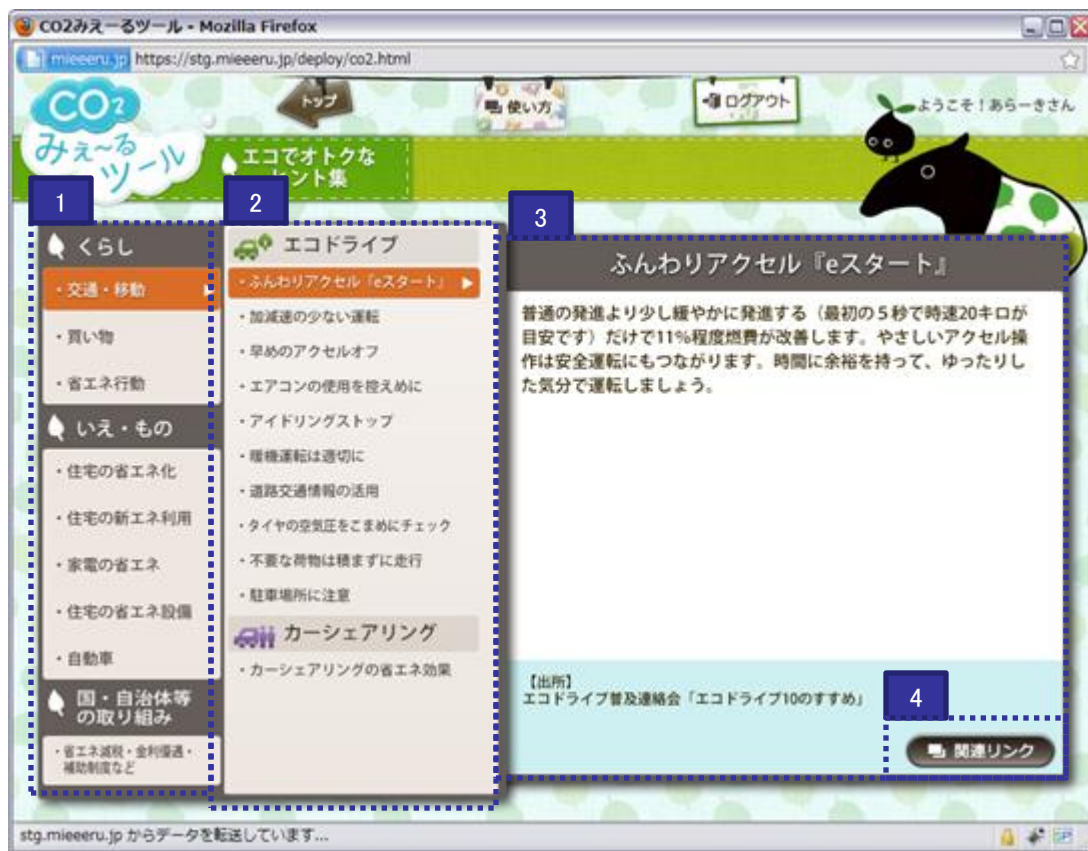 CO2みえーるツール - Mozilla Firefox
mieeeru.jp https://stg.mieeeru.jp/deploy/co2.html
CO2
みえ～る
ツール
トップ
使い方
ログアウト
ようこそ！あらーきさん
エコでオトクな
ヒント集
1
くらし
・交通・移動
・買い物
・省エネ行動
いえ・もの
・住宅の省エネ化
・住宅の新エネ利用
・家電の省エネ
・住宅の省エネ設備
・自動車
国・自治体等
の取り組み
・省エネ減税・金利優遇・
補助制度など
2
エコドライブ
・ふんわりアクセル『eスタート』
・加減速の少ない運転
・早めのアクセルオフ
・エアコンの使用を控えめに
・アイドリングストップ
・暖機運転は適切に
・道路交通情報の活用
・タイヤの空気圧をこまめにチェック
・不要な荷物は積まずに走行
・駐車場所に注意
カーシェアリング
・カーシェアリングの省エネ効果
3
ふんわりアクセル『eスタート』
普通の発進より少し緩やかに発進する（最初の５秒で時速20キロが
目安です）だけで11%程度燃費が改善します。やさしいアクセル操
作は安全運転にもつながります。時間に余裕を持って、ゆったりし
た気分で運転しましょう。
【出所】
エコドライブ普及連絡会「エコドライブ10のすすめ」
4
関連リンク
stg.mieeeru.jp からデータを転送しています...